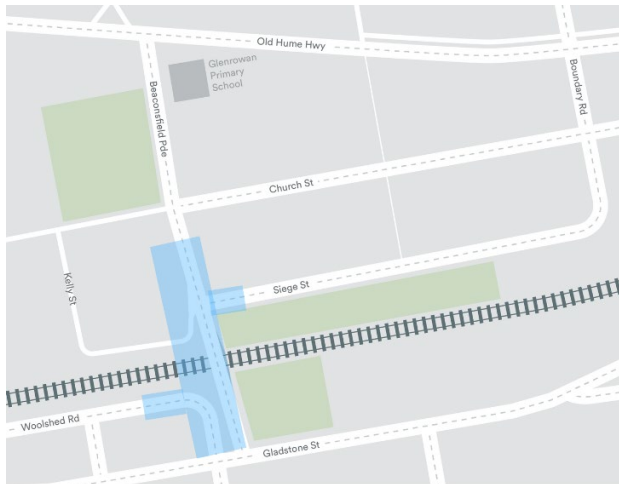 Old Hume Hwy
Glenrowan
Primary
School
Beaconsfield Pde
Boundary Rd
Church St
Kelly St
Siege St
Woolshed Rd
Gladstone St